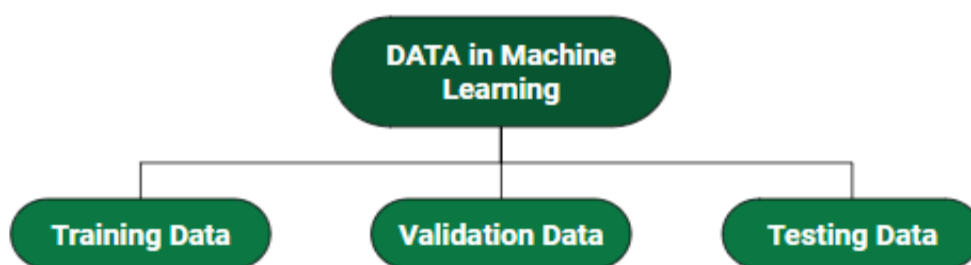 DATA in Machine
Learning
Training Data
Validation Data
Testing Data